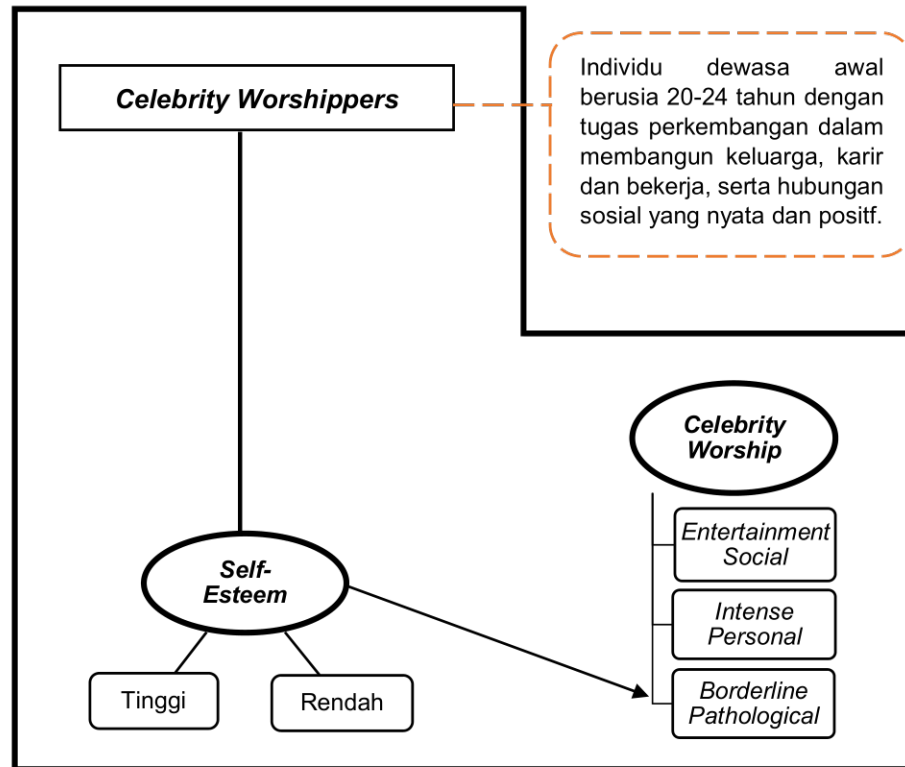 Celebrity Worshippers
Individu dewasa awal
berusia 20-24 tahun dengan
tugas perkembangan dalam
membangun keluarga, karir
dan bekerja, serta hubungan
sosial yang nyata dan positf.
Celebrity
Worship
Entertainment
Social
Intense
Personal
Borderline
Pathological
Self-
Esteem
Tinggi
Rendah